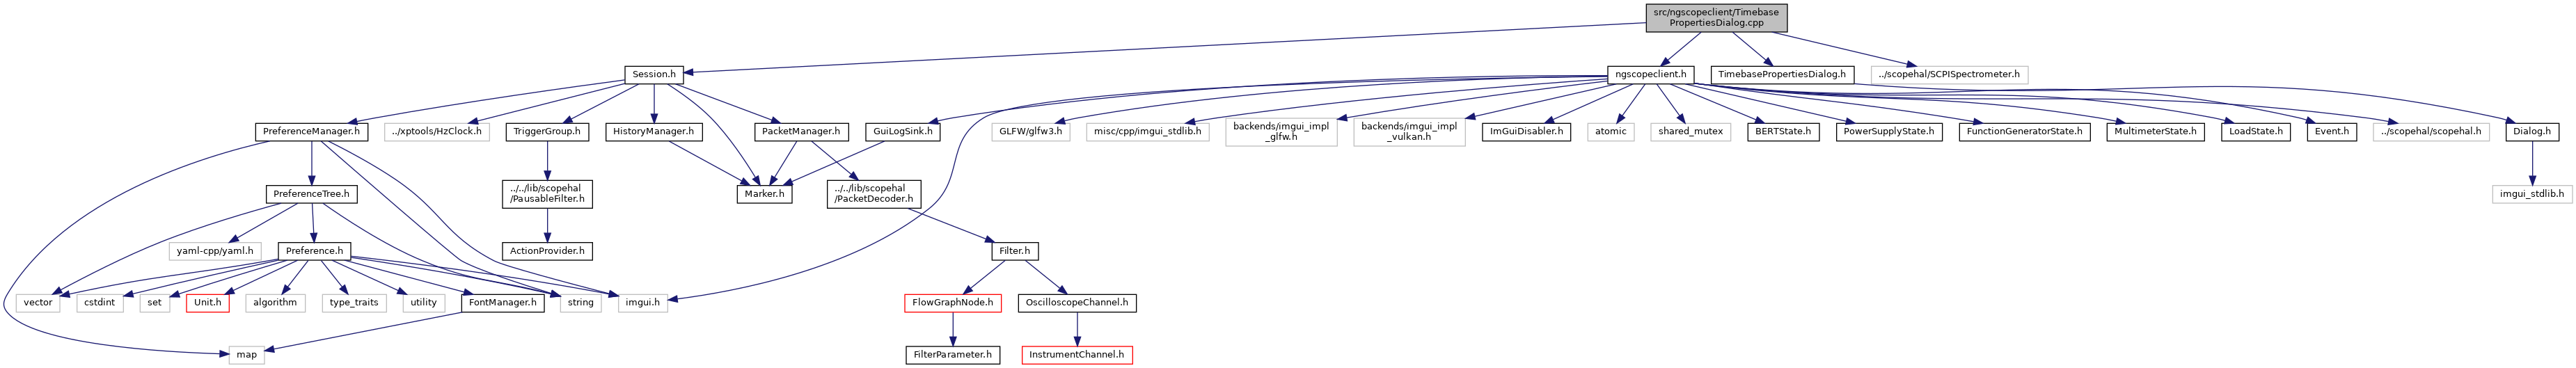 src/ngscopeclient/Timebase
PropertiesDialog.cpp
Session.h
ngscopeclient.h
TimebasePropertiesDialog.h
../scopehal/SCPISpectrometer.h
PreferenceManager.h
../xptools/HzClock.h
TriggerGroup.h
HistoryManager.h
PacketManager.h
GuiLogSink.h
GLFW/glfw3.h
misc/cpp/imgui_stdlib.h
backends/imgui_impl
_glfw.h
backends/imgui_impl
_vulkan.h
ImGuiDisabler.h
atomic
shared_mutex
BERTState.h
PowerSupplyState.h
FunctionGeneratorState.h
MultimeterState.h
LoadState.h
Event.h
../scopehal/scopehal.h
Dialog.h
PreferenceTree.h
../../lib/scopehal
/PausableFilter.h
Marker.h
../../lib/scopehal
/PacketDecoder.h
imgui_stdlib.h
yaml-cpp/yaml.h
Preference.h
ActionProvider.h
Filter.h
vector
cstdint
set
Unit.h
algorithm
type_traits
utility
FontManager.h
string
imgui.h
FlowGraphNode.h
OscilloscopeChannel.h
map
FilterParameter.h
InstrumentChannel.h